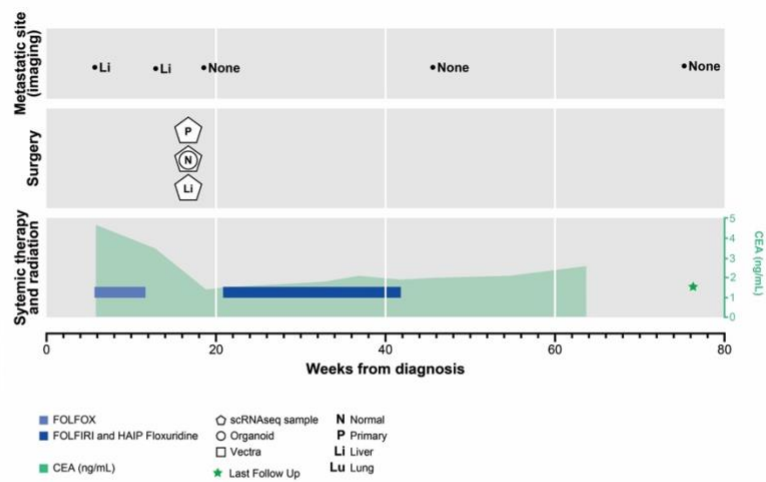 Metastatic site
(imaging)
•Li
•Li
•None
•None
•None
Surgery
P
N
Li
Sytemic therapy
and radiation
5
4
3
2
1
0
CEA (ng/mL)
0
20
40
60
80
Weeks from diagnosis
FOLFOX
FOLFIRI and HAIP Floxuridine
CEA (ng/mL)
scRNAseq sample
Organoid
Vectra
Last Follow Up
N Normal
P Primary
Li Liver
Lu Lung